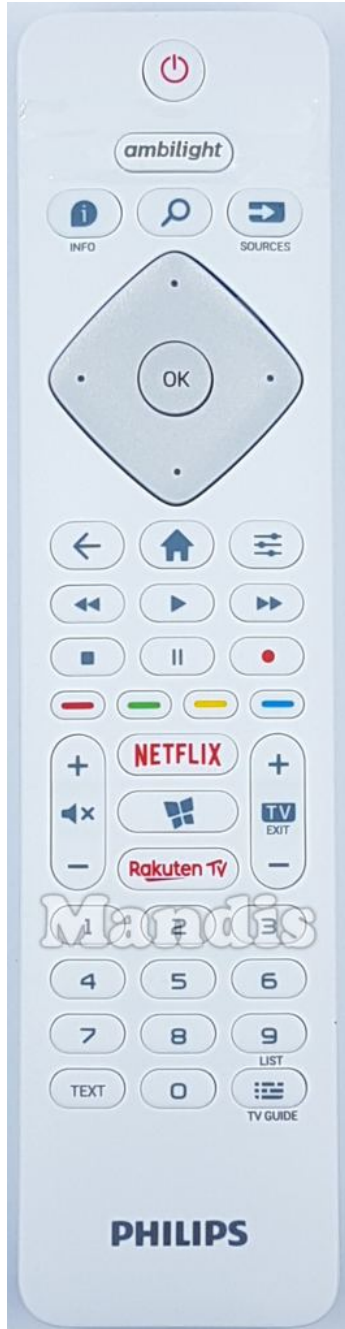 ambilight
INFO
SOURCES
OK
+ NETFLIX +
TV
EXIT
- Rakuten TV -
Mandis
1 2 3
4 5 6
7 8 9
LIST
TEXT 0
TV GUIDE
PHILIPS